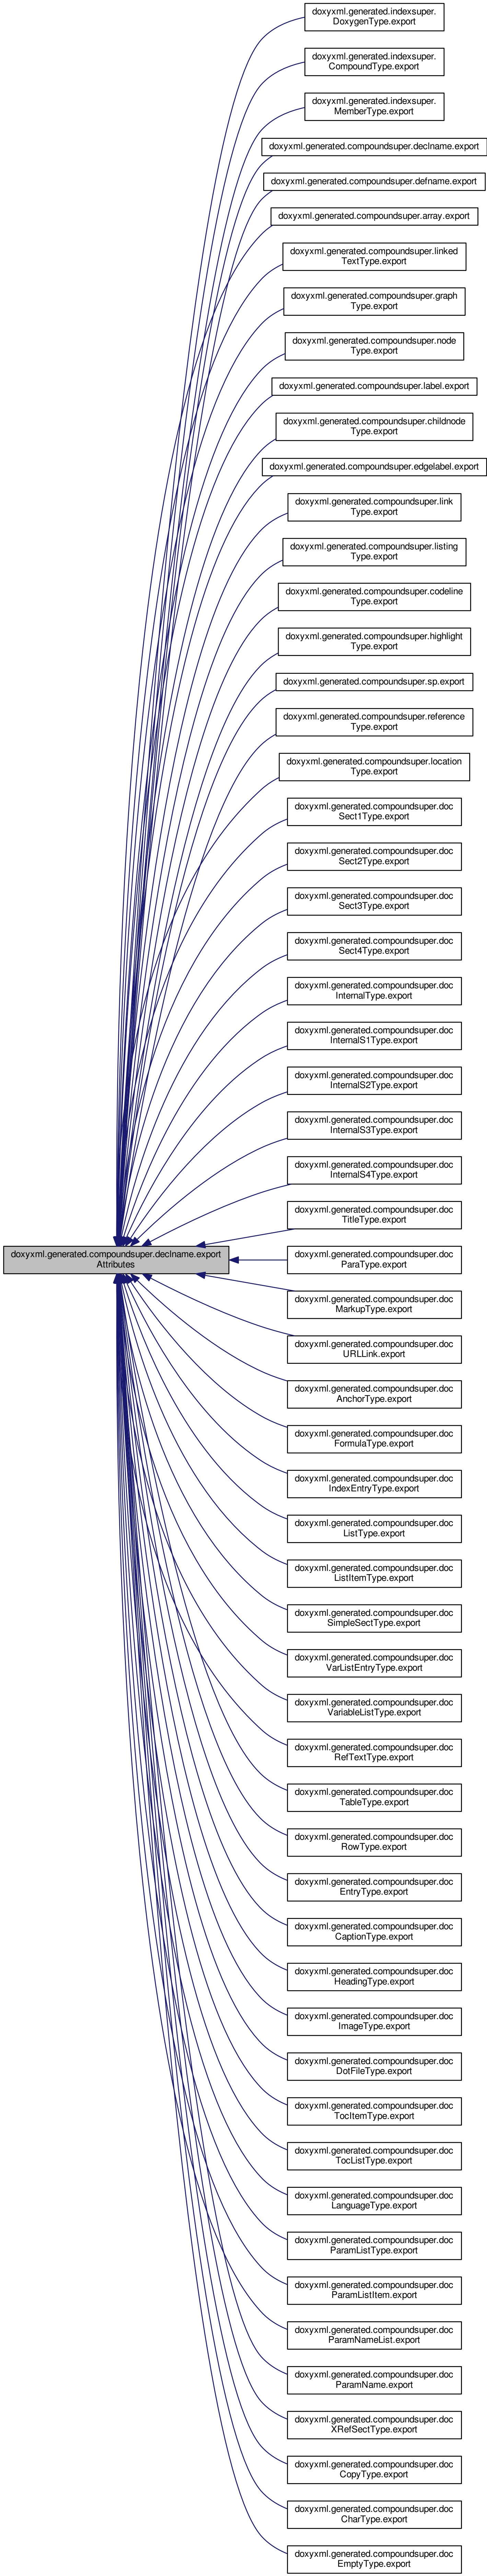 doxyxml.generated.indexsuper.
DoxygenType.export
doxyxml.generated.indexsuper.
CompoundType.export
doxyxml.generated.indexsuper.
MemberType.export
doxyxml.generated.compoundsuper.declname.export
doxyxml.generated.compoundsuper.defname.export
doxyxml.generated.compoundsuper.array.export
doxyxml.generated.compoundsuper.linked
TextType.export
doxyxml.generated.compoundsuper.graph
Type.export
doxyxml.generated.compoundsuper.node
Type.export
doxyxml.generated.compoundsuper.label.export
doxyxml.generated.compoundsuper.childnode
Type.export
doxyxml.generated.compoundsuper.edgelabel.export
doxyxml.generated.compoundsuper.link
Type.export
doxyxml.generated.compoundsuper.listing
Type.export
doxyxml.generated.compoundsuper.codeline
Type.export
doxyxml.generated.compoundsuper.highlight
Type.export
doxyxml.generated.compoundsuper.sp.export
doxyxml.generated.compoundsuper.reference
Type.export
doxyxml.generated.compoundsuper.location
Type.export
doxyxml.generated.compoundsuper.doc
Sect1Type.export
doxyxml.generated.compoundsuper.doc
Sect2Type.export
doxyxml.generated.compoundsuper.doc
Sect3Type.export
doxyxml.generated.compoundsuper.doc
Sect4Type.export
doxyxml.generated.compoundsuper.doc
InternalType.export
doxyxml.generated.compoundsuper.doc
InternalS1Type.export
doxyxml.generated.compoundsuper.doc
InternalS2Type.export
doxyxml.generated.compoundsuper.doc
InternalS3Type.export
doxyxml.generated.compoundsuper.doc
InternalS4Type.export
doxyxml.generated.compoundsuper.doc
TitleType.export
doxyxml.generated.compoundsuper.declname.export
Attributes
doxyxml.generated.compoundsuper.doc
ParaType.export
doxyxml.generated.compoundsuper.doc
MarkupType.export
doxyxml.generated.compoundsuper.doc
URLLink.export
doxyxml.generated.compoundsuper.doc
AnchorType.export
doxyxml.generated.compoundsuper.doc
FormulaType.export
doxyxml.generated.compoundsuper.doc
IndexEntryType.export
doxyxml.generated.compoundsuper.doc
ListType.export
doxyxml.generated.compoundsuper.doc
ListItemType.export
doxyxml.generated.compoundsuper.doc
SimpleSectType.export
doxyxml.generated.compoundsuper.doc
VarListEntryType.export
doxyxml.generated.compoundsuper.doc
VariableListType.export
doxyxml.generated.compoundsuper.doc
RefTextType.export
doxyxml.generated.compoundsuper.doc
TableType.export
doxyxml.generated.compoundsuper.doc
RowType.export
doxyxml.generated.compoundsuper.doc
EntryType.export
doxyxml.generated.compoundsuper.doc
CaptionType.export
doxyxml.generated.compoundsuper.doc
HeadingType.export
doxyxml.generated.compoundsuper.doc
ImageType.export
doxyxml.generated.compoundsuper.doc
DotFileType.export
doxyxml.generated.compoundsuper.doc
TocItemType.export
doxyxml.generated.compoundsuper.doc
TocListType.export
doxyxml.generated.compoundsuper.doc
LanguageType.export
doxyxml.generated.compoundsuper.doc
ParamListType.export
doxyxml.generated.compoundsuper.doc
ParamListItem.export
doxyxml.generated.compoundsuper.doc
ParamNameList.export
doxyxml.generated.compoundsuper.doc
ParamName.export
doxyxml.generated.compoundsuper.doc
XRefSectType.export
doxyxml.generated.compoundsuper.doc
CopyType.export
doxyxml.generated.compoundsuper.doc
CharType.export
doxyxml.generated.compoundsuper.doc
EmptyType.export